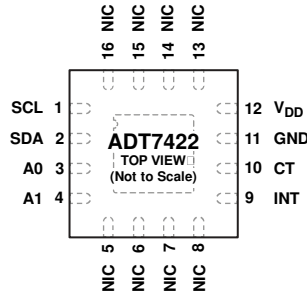 16 NIC
15 NIC
14 NIC
13 NIC
SCL 1
SDA 2
A0 3
A1 4
ADT7422
TOP VIEW
(Not to Scale)
12 VDD
11 GND
10 CT
9 INT
NIC 5
NIC 6
NIC 7
NIC 8